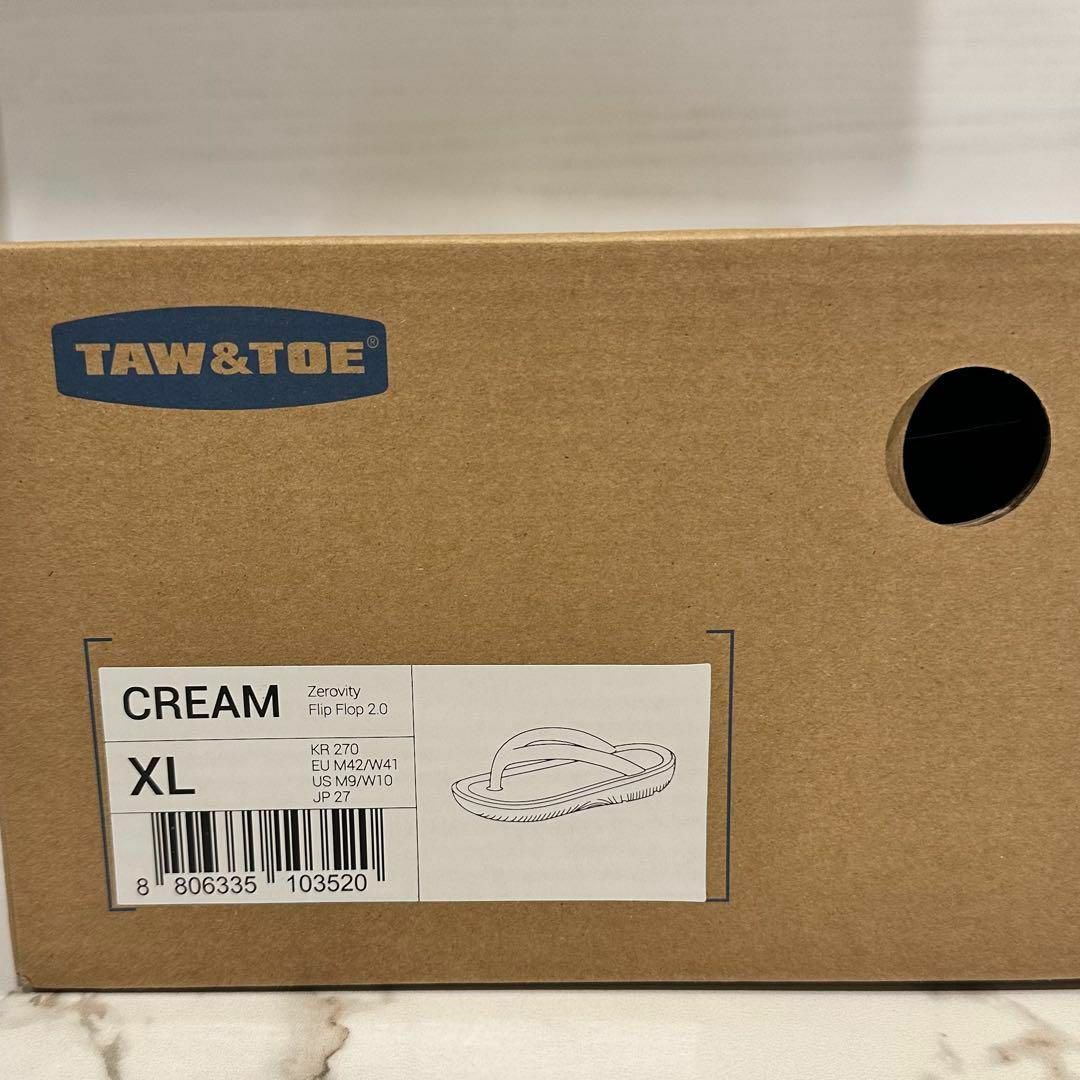 TAW&TOE®
CREAM
Zerovity
Flip Flop 2.0
XL
KR 270
EU M42/W41
US M9/W10
JP 27
8 806335 103520